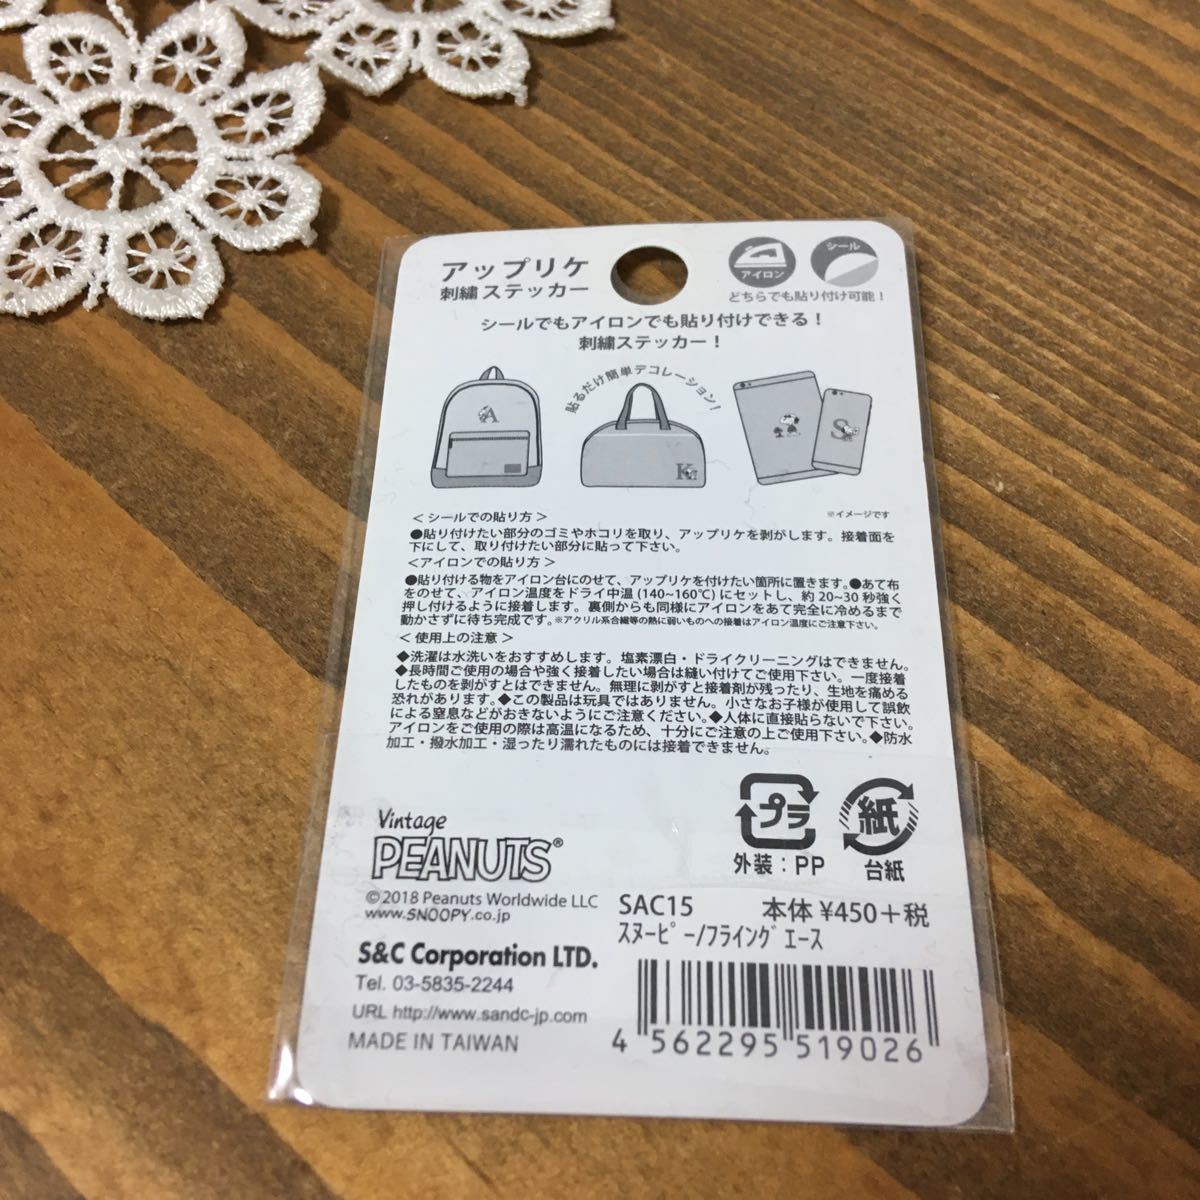 アップリケ
刺繍 ステッカー
アイロン
シール
どちらでも貼り付け可能！
シールでもアイロンでも貼り付けできる！
刺繍ステッカー！
貼るだけ簡単デコレーション！
A
K
S
※イメージです
＜シールでの貼り方＞
●貼り付けたい部分のゴミやホコリを取り、アップリケを剥がします。接着面を
下にして、取り付けたい部分に貼って下さい。
＜アイロンでの貼り方＞
●貼り付ける物をアイロン台にのせて、アップリケを付けたい箇所に置きます。●あて布
をのせて、アイロン温度をドライ中温(140~160℃)にセットし、約20~30秒強く
押し付けるように接着します。裏側からも同様にアイロンをあて完全に冷めるまで
動かさずに待ち完成です。※アクリル系合繊等の熱に弱いものへの接着はアイロン温度にご注意下さい。
＜使用上の注意＞
◆洗濯は水洗いをおすすめします。塩素漂白・ドライクリーニングはできません。
◆長時間ご使用の場合や強く接着したい場合は縫い付けてご使用下さい。一度接着
したものを剥がすとはできません。無理に剥がすと接着剤が残ったり、生地を痛める
恐れがあります。◆この製品は玩具ではありません。小さなお子様が使用して誤飲
による窒息などがおきないようにご注意ください。◆人体に直接貼らないで下さい。
アイロンをご使用の際は高温になるため、十分にご注意の上ご使用下さい。◆防水
加工・撥水加工・湿ったり濡れたものには接着できません。
プラ
外装：PP
紙
台紙
Vintage
PEANUTS®
©2018 Peanuts Worldwide LLC
www.SNOOPY.co.jp
S&C Corporation LTD.
Tel. 03-5835-2244
URL http://www.sandc-jp.com
MADE IN TAIWAN
SAC15 本体 ¥450＋税
ｽﾇｰﾋﾟｰ/ﾌﾗｲﾝｸﾞｴｰｽ
4 562295 519026